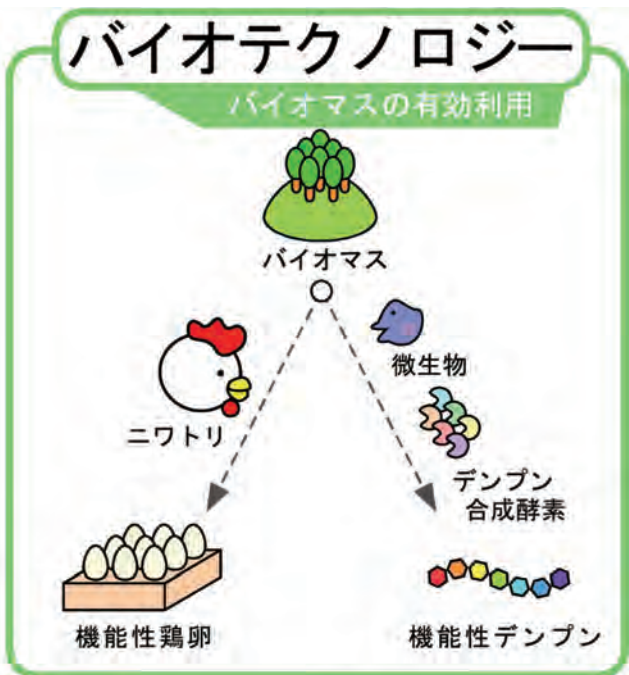 バイオテクノロジー
バイオマスの有効利用
バイオマス
微生物
ニワトリ
デンプン
合成酵素
機能性鶏卵
機能性デンプン